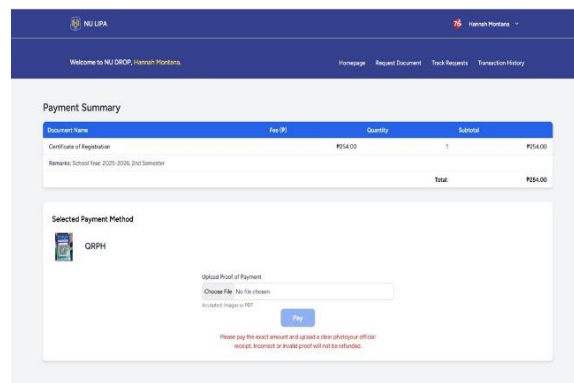 NU LIPA
Hannah Montana
Welcome to NU DROP, Hannah Montana.
Homepage Request Document Track Requests Transaction History
Payment Summary
Document Name Fee (₱) Quantity Subtotal
Certificate of Registration ₱254.00 1 ₱254.00
Remarks: School Year: 2025-2026, 2nd Semester
Total: ₱254.00
Selected Payment Method
QRPH
Upload Proof of Payment
Choose File No file chosen
Accepted: Images or PDF.
Pay
Please pay the exact amount and upload a clear photoyour official
receipt. Incorrect or invalid proof will not be refunded.